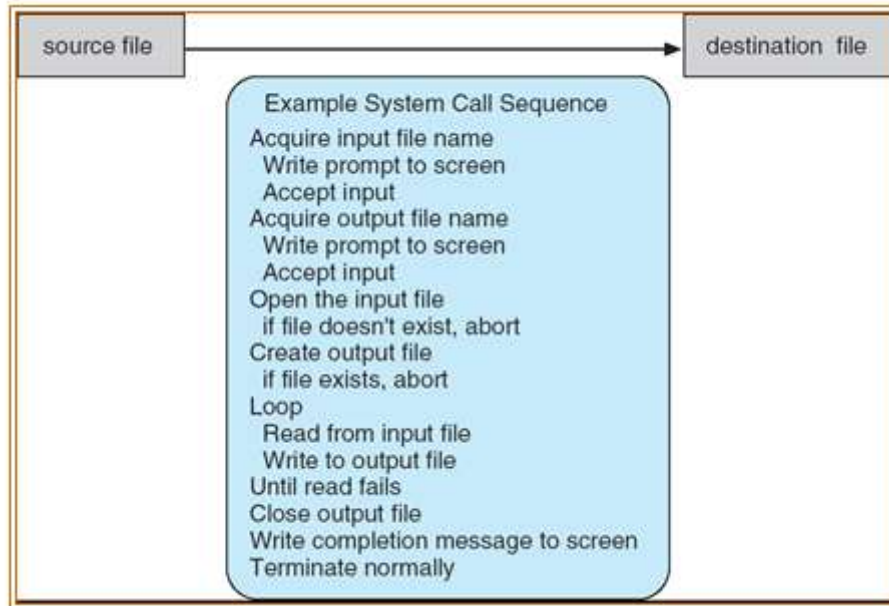 source file
destination file
Example System Call Sequence
Acquire input file name
Write prompt to screen
Accept input
Acquire output file name
Write prompt to screen
Accept input
Open the input file
if file doesn't exist, abort
Create output file
if file exists, abort
Loop
Read from input file
Write to output file
Until read fails
Close output file
Write completion message to screen
Terminate normally